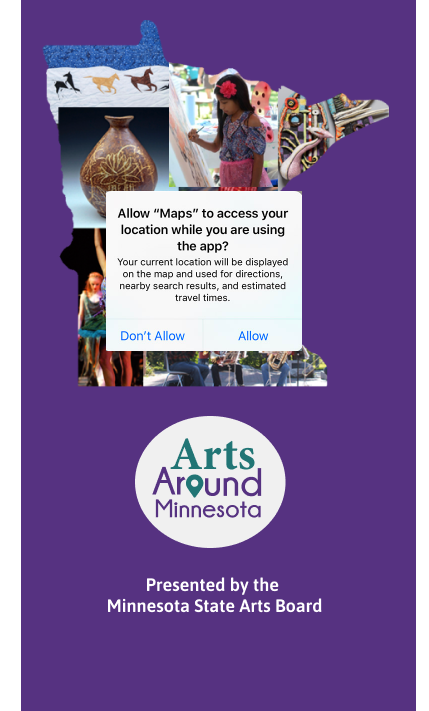 Allow “Maps” to access your
location while you are using
the app?
Your current location will be displayed
on the map and used for directions,
nearby search results, and estimated
travel times.
Don’t Allow Allow
Arts
Around
Minnesota
Presented by the
Minnesota State Arts Board